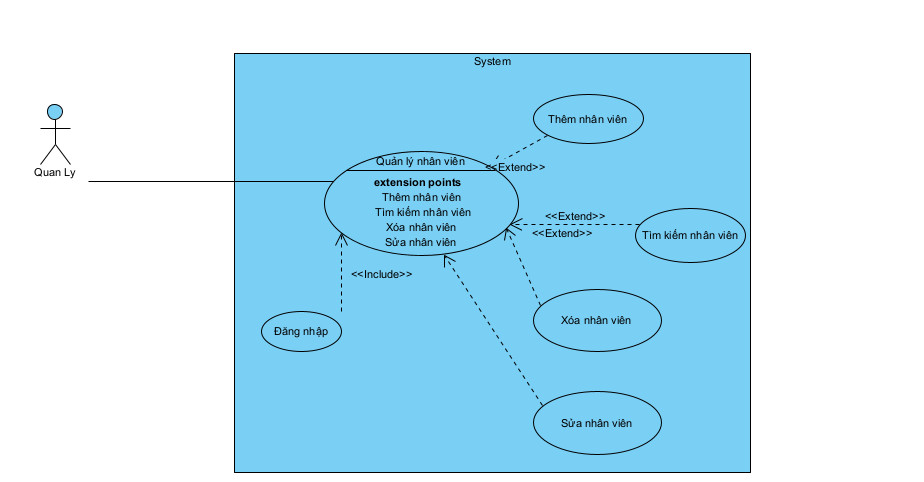 System
Thêm nhân viên
Quan Ly
Quản lý nhân viên
<<Extend>>
extension points
Thêm nhân viên
Tìm kiếm nhân viên
Xóa nhân viên
Sửa nhân viên
<<Extend>>
<<Extend>>
Tìm kiếm nhân viên
<<Include>>
Đăng nhập
Xóa nhân viên
Sửa nhân viên